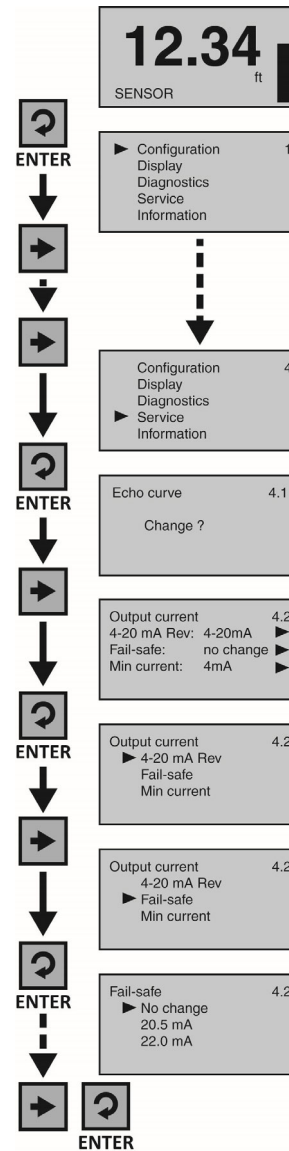 12.34
ft
SENSOR
ENTER
Configuration 1
Display
Diagnostics
Service
Information
Configuration 4
Display
Diagnostics
Service
Information
ENTER
Echo curve 4.1
Change ?
Output current 4.2
4-20 mA Rev: 4-20mA
Fail-safe: no change
Min current: 4mA
ENTER
Output current 4.2
4-20 mA Rev
Fail-safe
Min current
Output current 4.2
4-20 mA Rev
Fail-safe
Min current
ENTER
Fail-safe 4.2
No change
20.5 mA
22.0 mA
ENTER